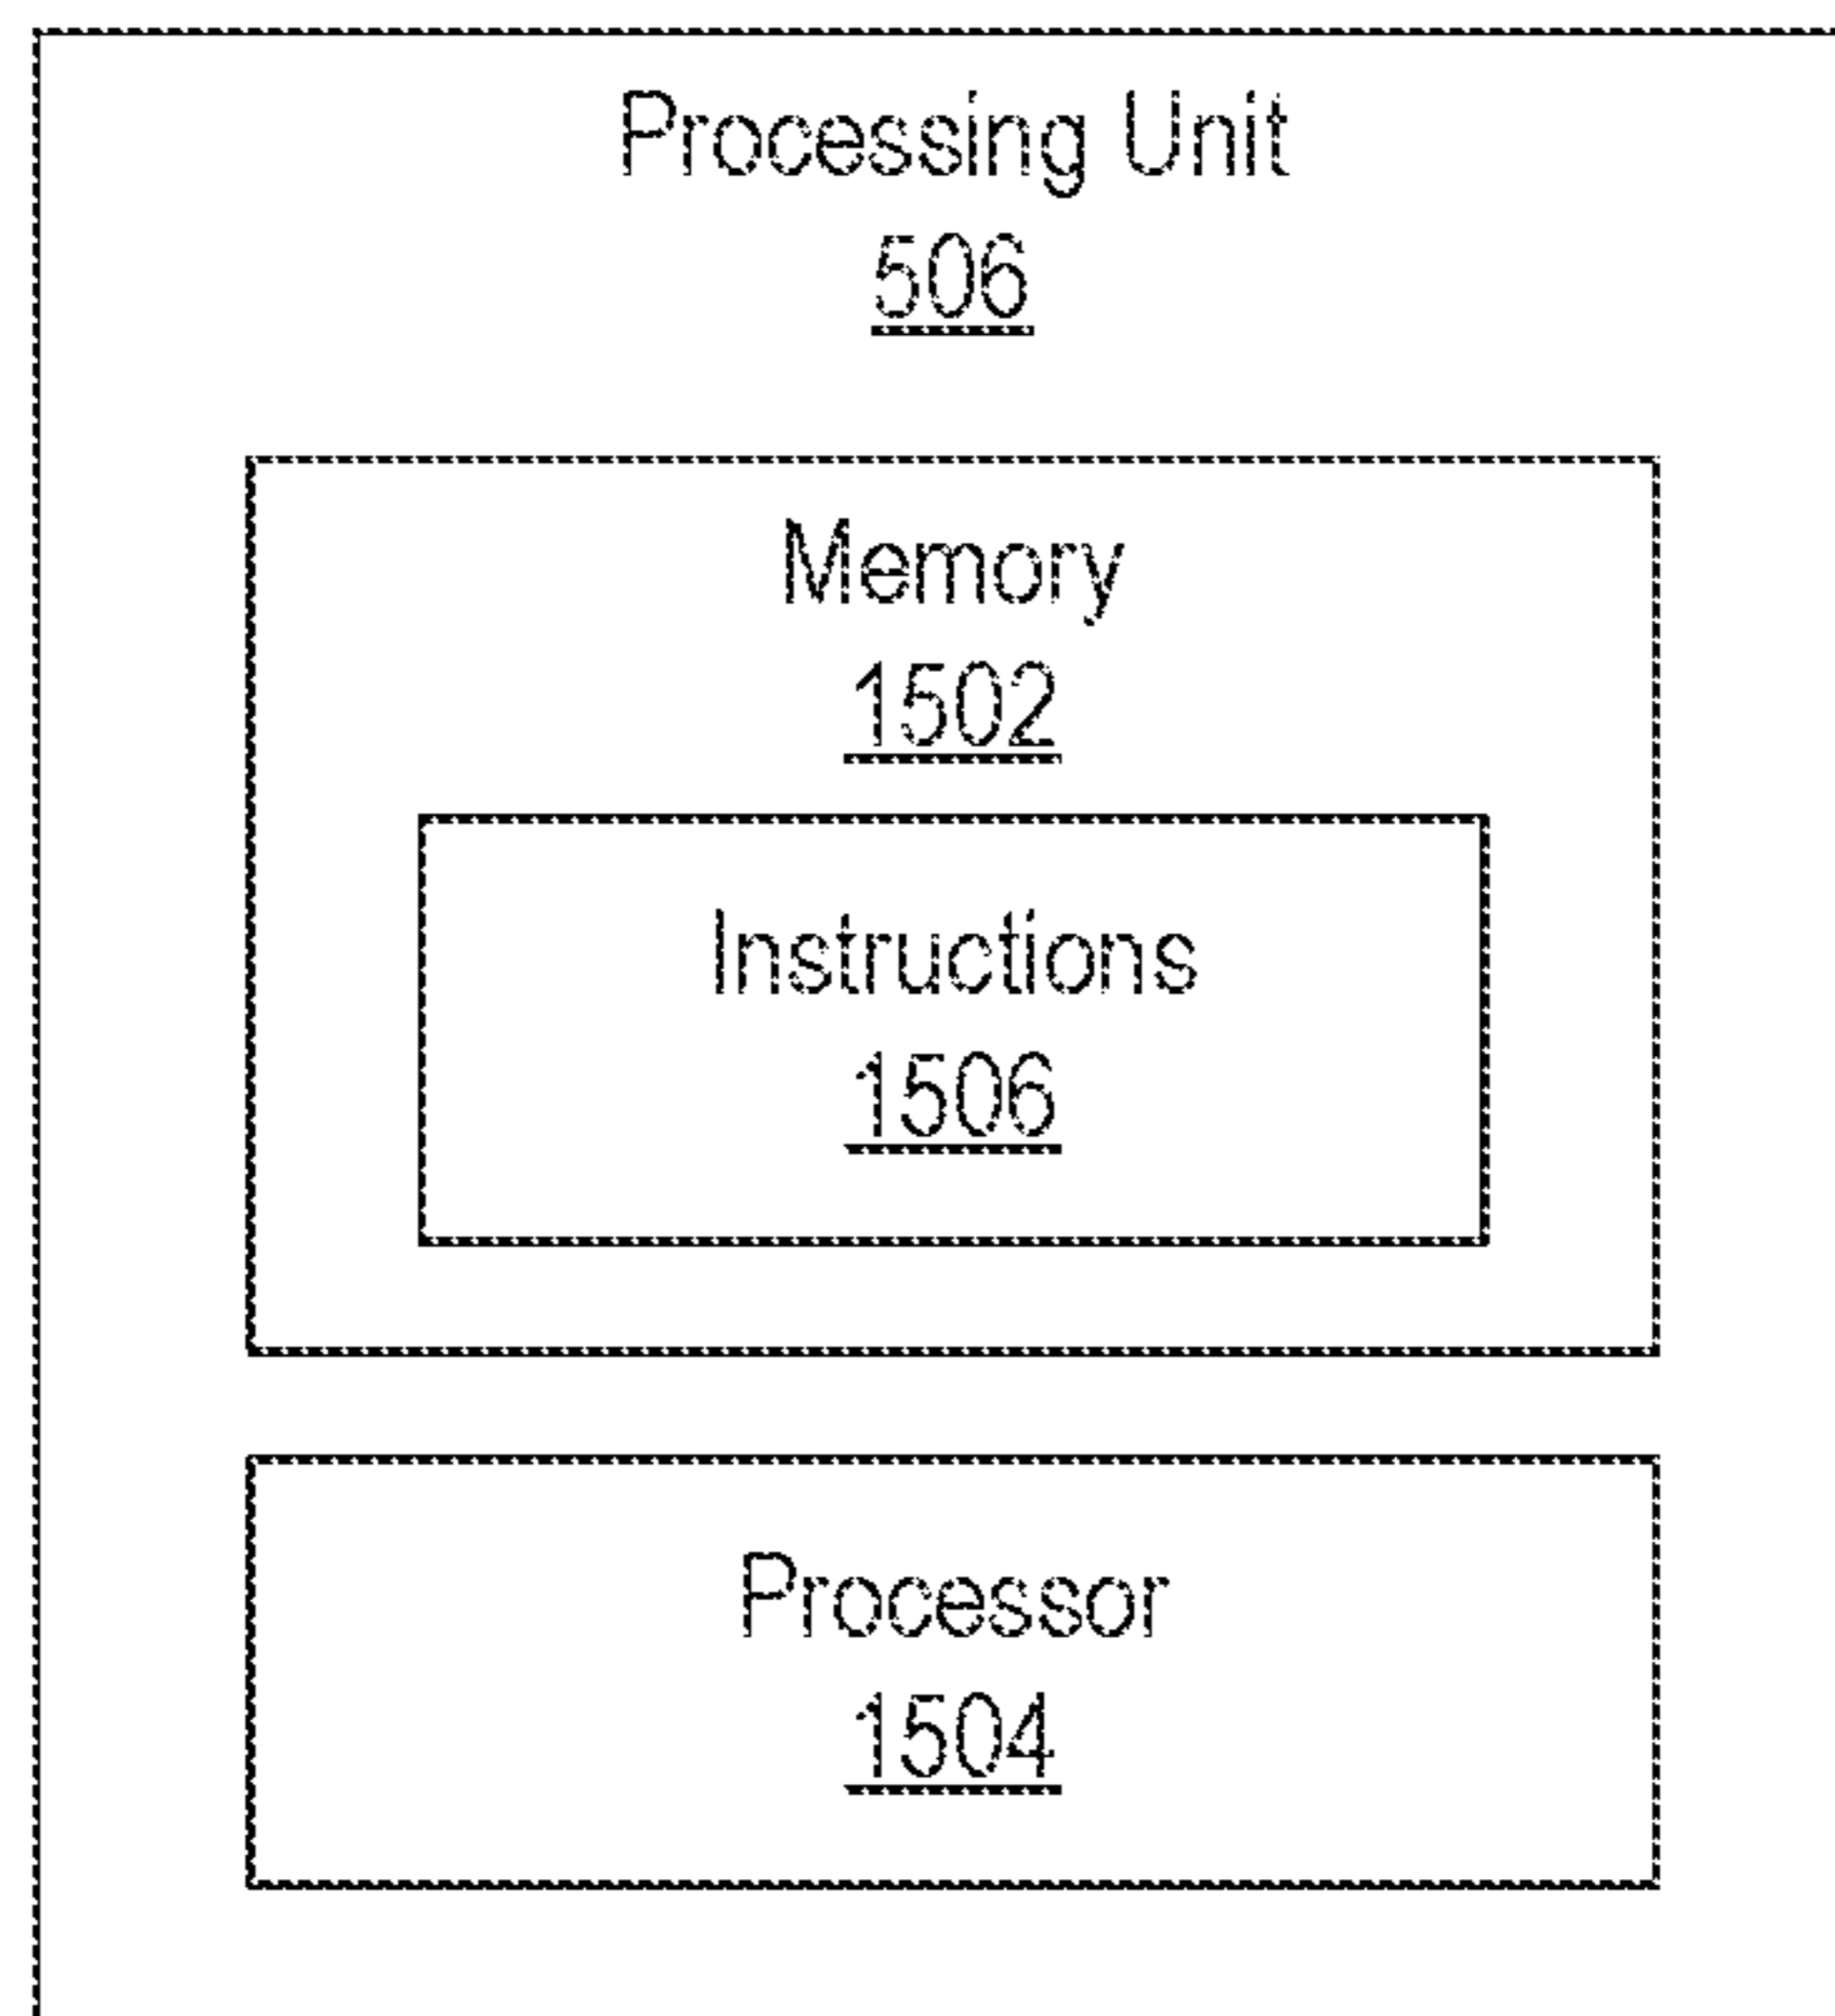 Processing Unit
506
Memory
1502
Instructions
1506
Processor
1504